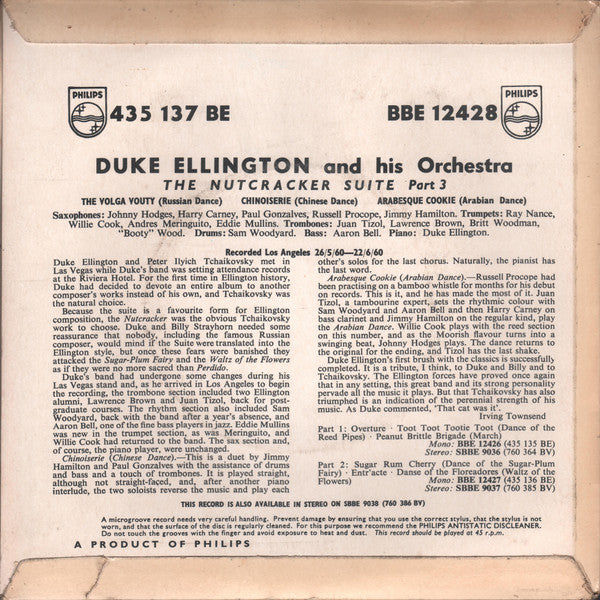 PHILIPS
435 137 BE
BBE 12428
PHILIPS
DUKE ELLINGTON and his Orchestra
THE NUTCRACKER SUITE Part 3
THE VOLGA VOUTY (Russian Dance) CHINOISERIE (Chinese Dance) ARABESQUE COOKIE (Arabian Dance)
Saxophones: Johnny Hodges, Harry Carney, Paul Gonzalves, Russell Procope, Jimmy Hamilton. Trumpets: Ray Nance,
Willie Cook, Andres Meringuito, Eddie Mullins. Trombones: Juan Tizol, Lawrence Brown, Britt Woodman,
"Booty" Wood. Drums: Sam Woodyard. Bass: Aaron Bell. Piano: Duke Ellington.
Recorded Los Angeles 26/5/60—22/6/60
Duke Ellington and Peter Ilyich Tchaikovsky met in
Las Vegas while Duke's band was setting attendance records
at the Riviera Hotel. For the first time in Ellington history,
Duke had decided to devote an entire album to another
composer's works instead of his own, and Tchaikovsky was
the natural choice.
Because the suite is a favourite form for Ellington
composition, the Nutcracker was the obvious Tchaikovsky
work to choose. Duke and Billy Strayhorn needed some
reassurance that nobody, including the famous Russian
composer, would mind if the Suite were translated into the
Ellington style, but once these fears were banished they
attacked the Sugar-Plum Fairy and the Waltz of the Flowers
as if they were no more sacred than Perdido.
Duke's band had undergone some changes during his
Las Vegas stand and, as he arrived in Los Angeles to begin
the recording, the trombone section included two Ellington
alumni, Lawrence Brown and Juan Tizol, back for post-
graduate courses. The rhythm section also included Sam
Woodyard, back with the band after a year's absence, and
Aaron Bell, one of the fine bass players in jazz. Eddie Mullins
was new in the trumpet section, as was Meringuito, and
Willie Cook had returned to the band. The sax section and,
of course, the piano player, were unchanged.
Chinoiserie (Chinese Dance).—This is a duet by Jimmy
Hamilton and Paul Gonzalves with the assistance of drums
and bass and a touch of trombones. It is played straight,
although not straight-faced, and, after another piano
interlude, the two soloists reverse the music and play each
other's solos for the last chorus. Naturally, the pianist has
the last word.
Arabesque Cookie (Arabian Dance).—Russell Procope had
been practising on a bamboo whistle for months for his debut
on records. This is it, and he has made the most of it. Juan
Tizol, a tambourine expert, sets the rhythmic colour with
Sam Woodyard and Aaron Bell and then Harry Carney on
bass clarinet and Jimmy Hamilton on the regular kind, play
the Arabian Dance. Willie Cook plays with the reed section
on this number, and as the Moorish flavour turns into a
swinging beat, Johnny Hodges plays. The dance returns to
the original for the ending, and Tizol has the last shake.
Duke Ellington's first brush with the classics is successfully
completed. It is a tribute, I think, to Duke and Billy and to
Tchaikovsky. The Ellington forces have proved once again
that in any setting, this great band and its strong personality
pervade all the music it plays. But that Tchaikovsky has also
triumphed is an indication of the perennial strength of his
music. As Duke commented, 'That cat was it'.
Irving Townsend
Part 1: Overture · Toot Toot Tootie Toot (Dance of the
Reed Pipes) · Peanut Brittle Brigade (March)
Mono: BBE 12426 (435 135 BE)
Stereo: SBBE 9036 (760 364 BV)
Part 2: Sugar Rum Cherry (Dance of the Sugar-Plum
Fairy) · Entr'acte · Danse of the Floreadores (Waltz of the
Flowers) Mono: BBE 12427 (435 136 BE)
Stereo: SBBE 9037 (760 385 BV)
THIS RECORD IS ALSO AVAILABLE IN STEREO ON SBBE 9038 (760 386 BV)
A microgroove record needs very careful handling. Prevent damage by ensuring that you use the correct stylus, that the stylus is not
worn, and that the surface of the disc is regularly cleaned. For this purpose we recommend the PHILIPS ANTISTATIC DISCLEANER.
Do not touch the grooves with the finger and avoid exposure to heat and dust. This record should be played at 45 r.p.m.
A PRODUCT OF PHILIPS